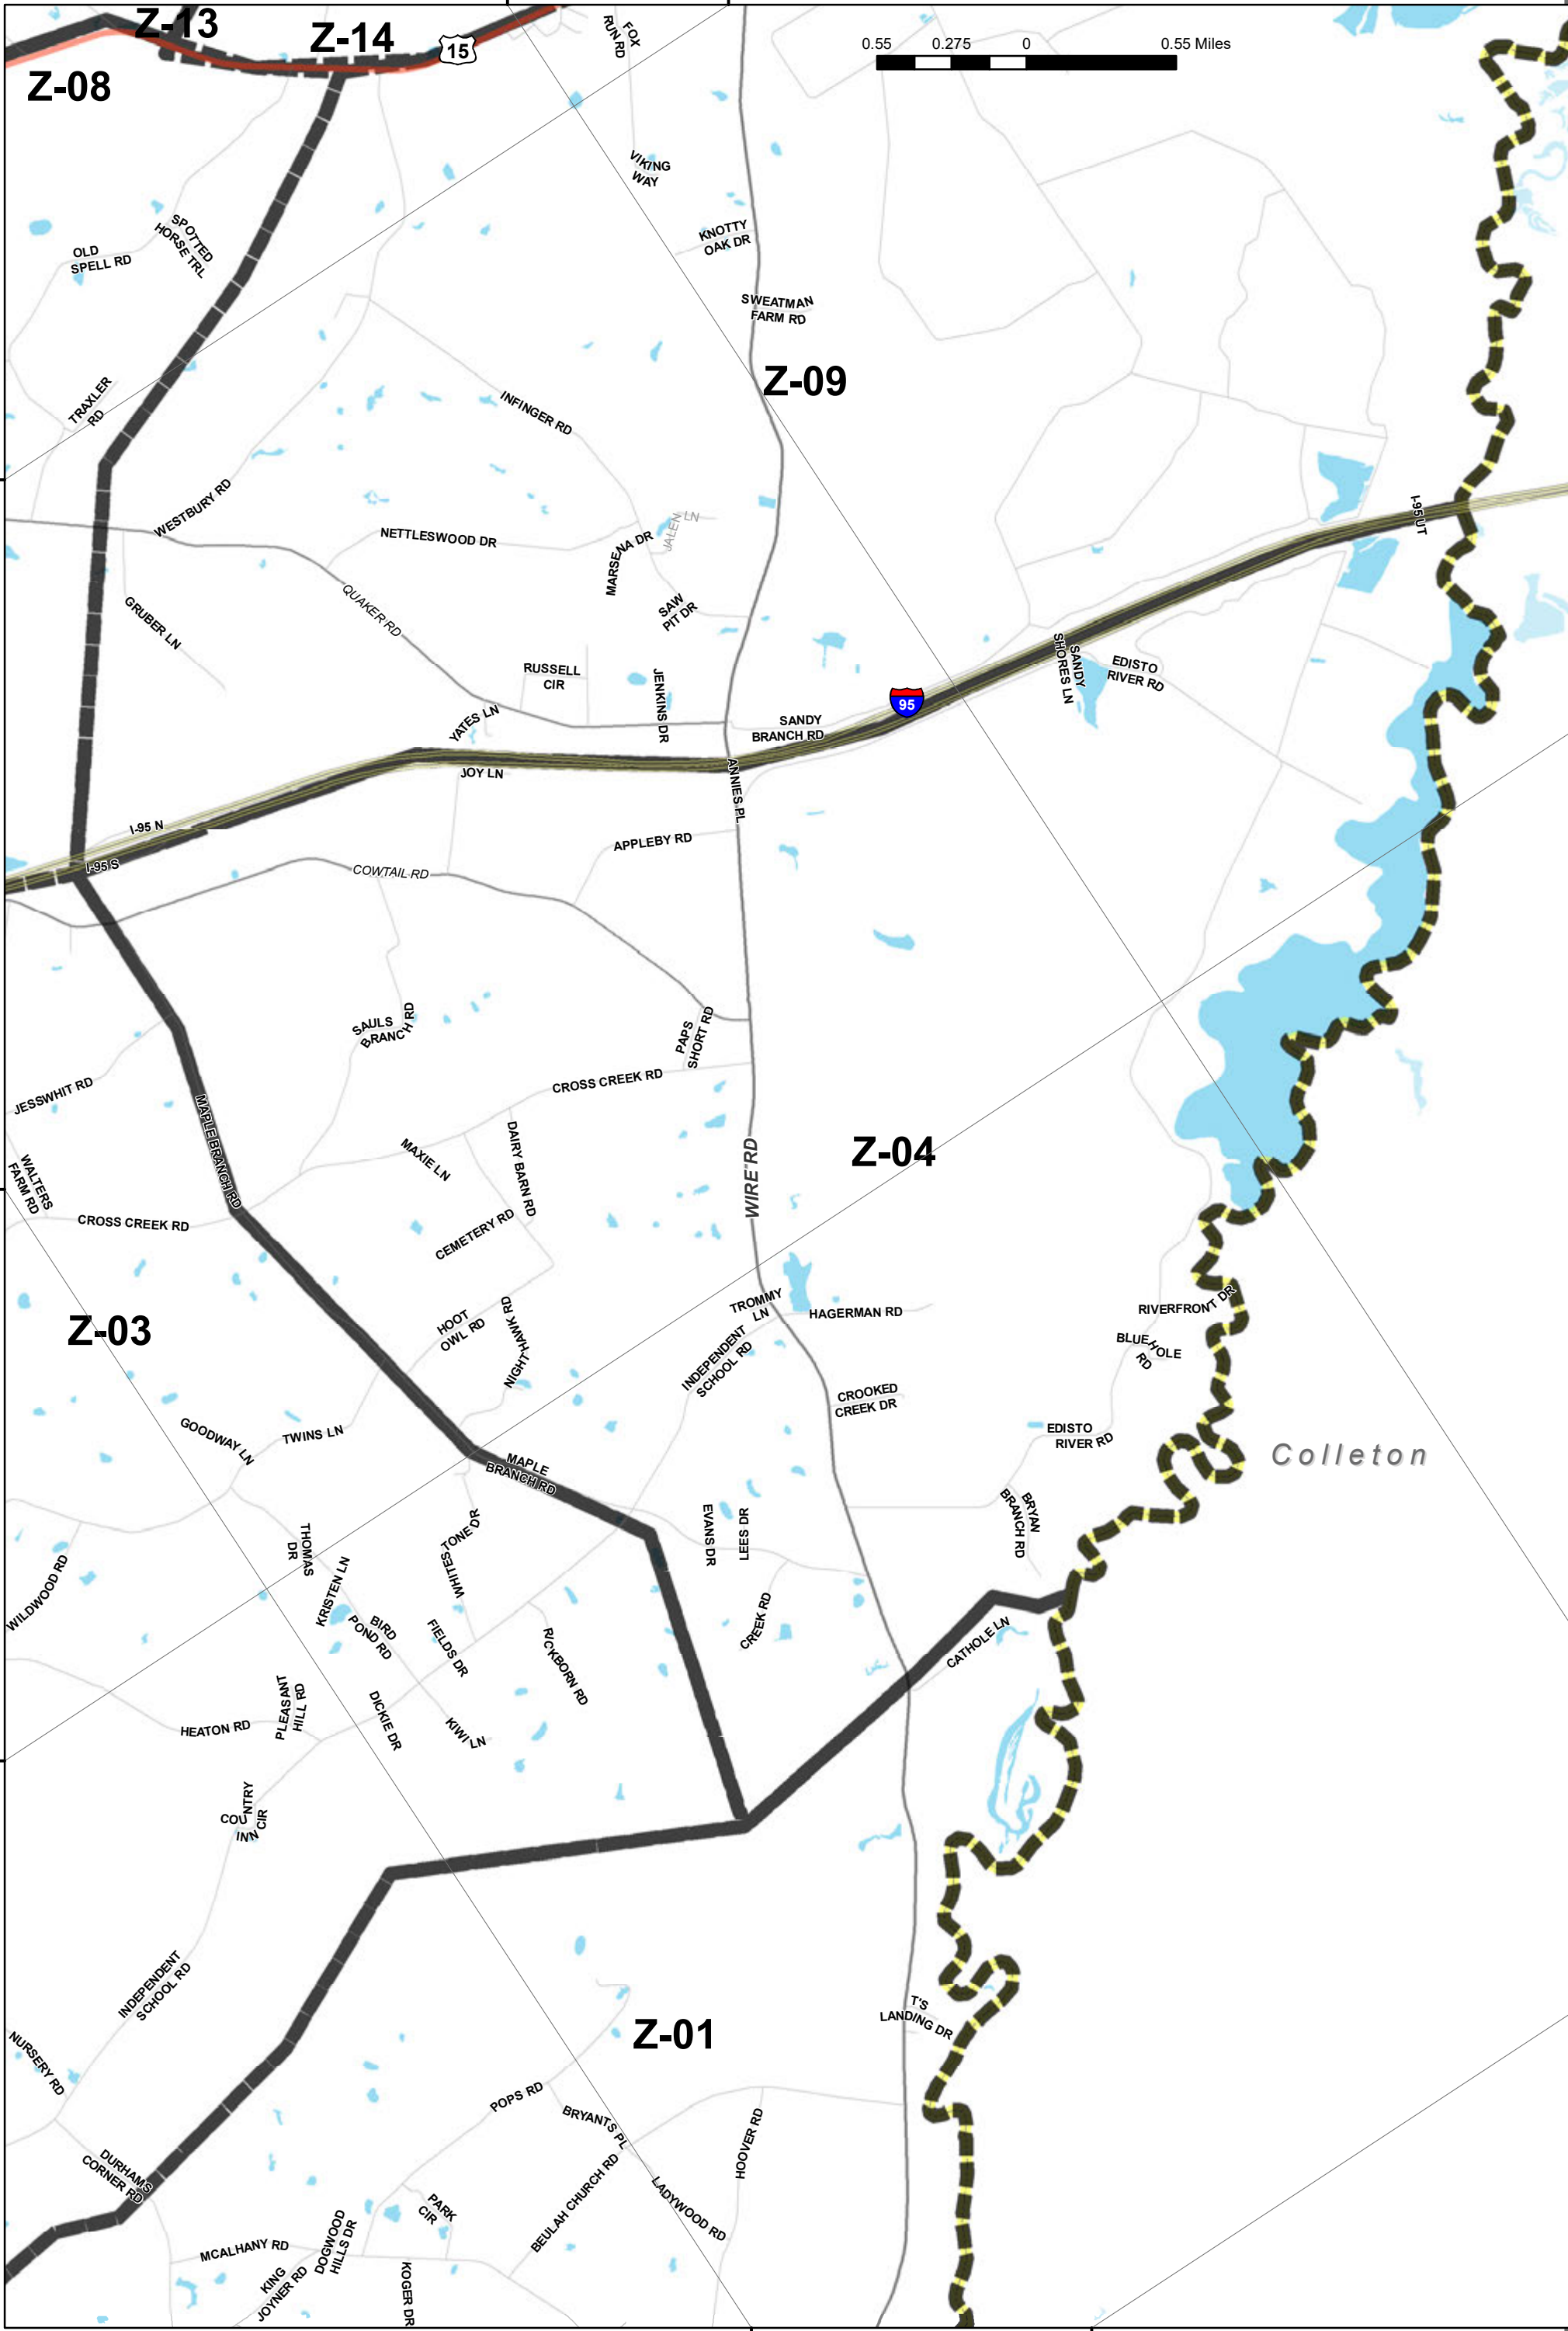 Z-13
Z-14
15
Z-08
FOX
RUN RD
0.55 0.275 0 0.55 Miles
VIKING
WAY
SPOTTED
HORSE TRL
OLD
SPELL RD
KNOTTY
OAK DR
SWEATMAN
FARM RD
Z-09
TRAXLER
RD
INFINGER RD
WESTBURY RD
NETTLESWOOD DR
JALEN LN
MARSENA DR
I-95 UT
GRUBER LN
QUAKER RD
SAW
PIT DR
RUSSELL
CIR
JENKINS DR
SANDY
SHORES LN
EDISTO
RIVER RD
95
YATES LN
SANDY
BRANCH RD
JOY LN
ANNIES PL
I-95 N
I-95 S
APPLEBY RD
COWTAIL RD
SAULS
BRANCH RD
PAPS
SHORT RD
CROSS CREEK RD
JESSWHIT RD
MAPLE BRANCH RD
MAXIE LN
DAIRY BARN RD
Z-04
WIRE RD
WALTERS
FARM RD
CROSS CREEK RD
CEMETERY RD
Z-03
HOOT
OWL RD
NIGHT HAWK RD
TROMMY
LN
HAGERMAN RD
INDEPENDENT
SCHOOL RD
RIVERFRONT DR
BLUE HOLE
RD
CROOKED
CREEK DR
GOODWAY LN
TWINS LN
EDISTO
RIVER RD
Colleton
MAPLE
BRANCH RD
EVANS DR
LEES DR
BRYAN
BRANCH RD
THOMAS
DR
WHITESTONE DR
WILDWOOD RD
KRISTEN LN
BIRD
POND RD
FIELDS DR
RICKBORN RD
CREEK RD
CATHOLE LN
PLEASANT
HILL RD
HEATON RD
DICKIE DR
KIWI LN
COUNTRY
INN CIR
INDEPENDENT
SCHOOL RD
T'S
LANDING DR
Z-01
NURSERY RD
POPS RD
BRYANTS PL
HOOVER RD
DURHAMS
CORNER RD
BEULAH CHURCH RD
LADYWOOD RD
PARK
CIR
MCALHANY RD
DOGWOOD
HILLS DR
KING
JOYNER RD
KOGER DR